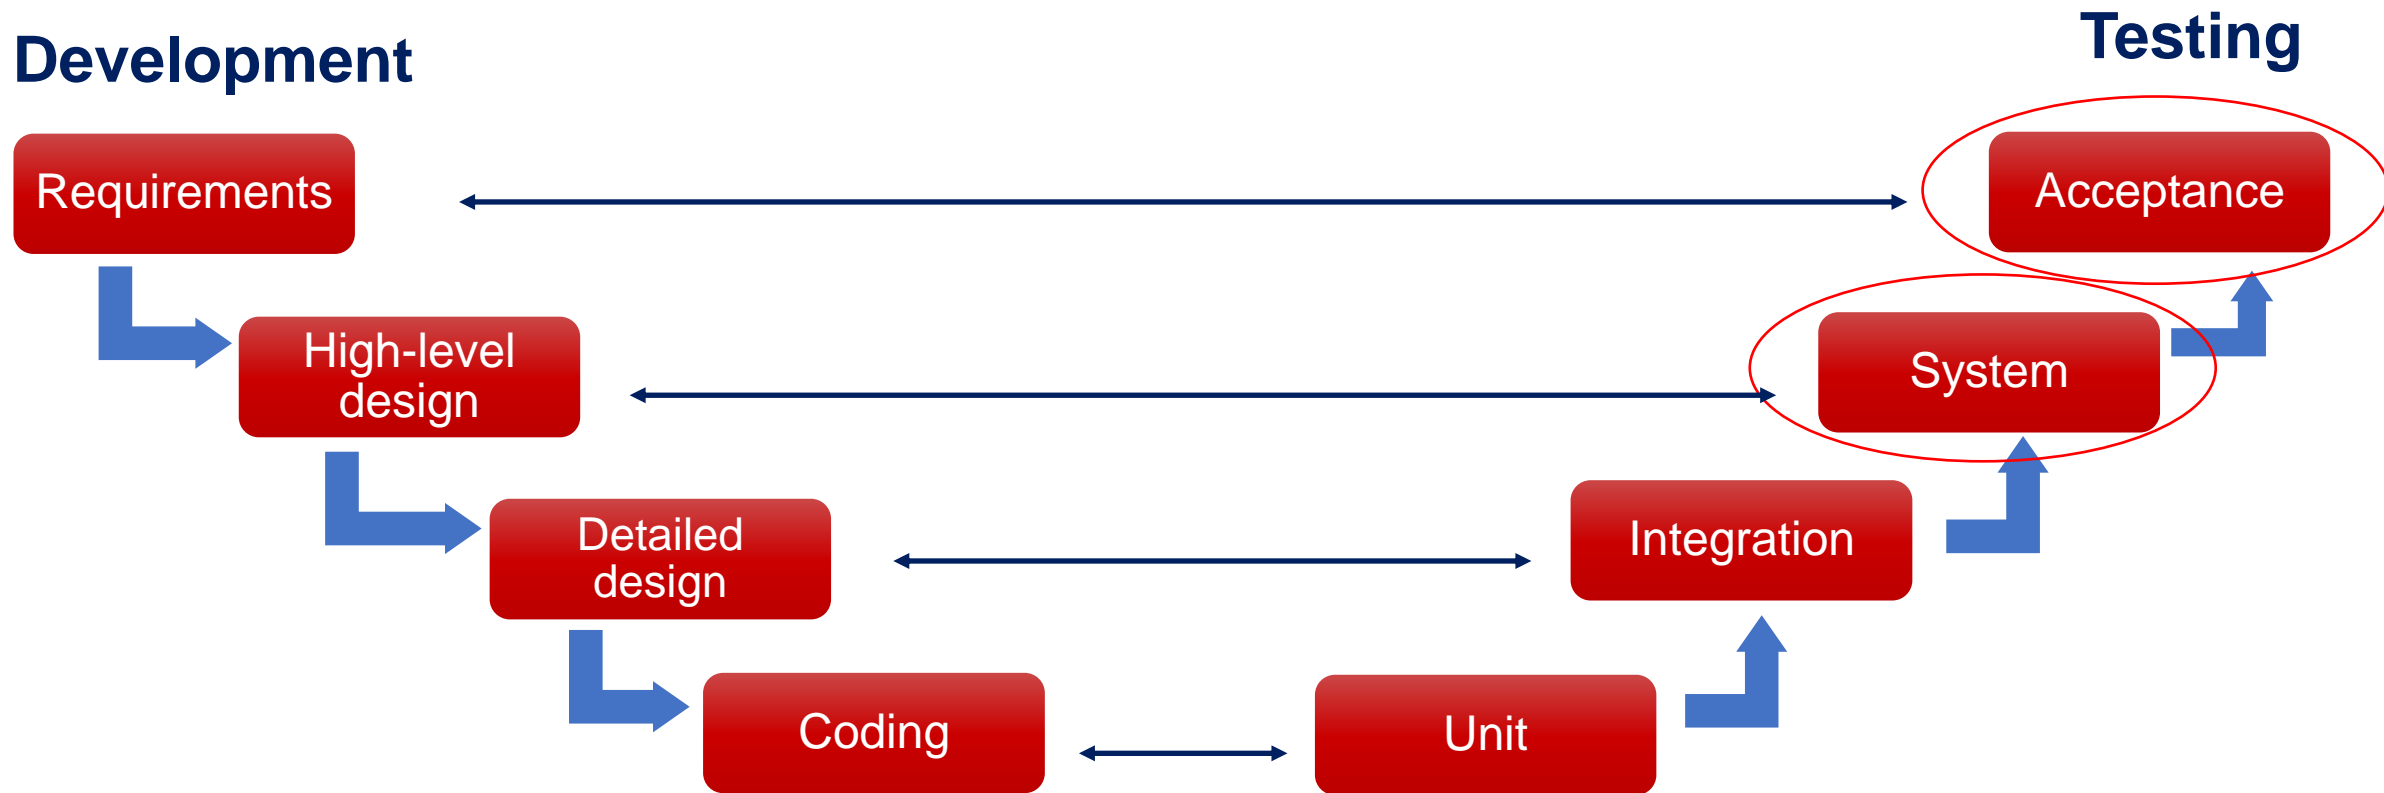 Development
Testing
Requirements
Acceptance
High-level
design
System
Detailed
design
Integration
Coding
Unit